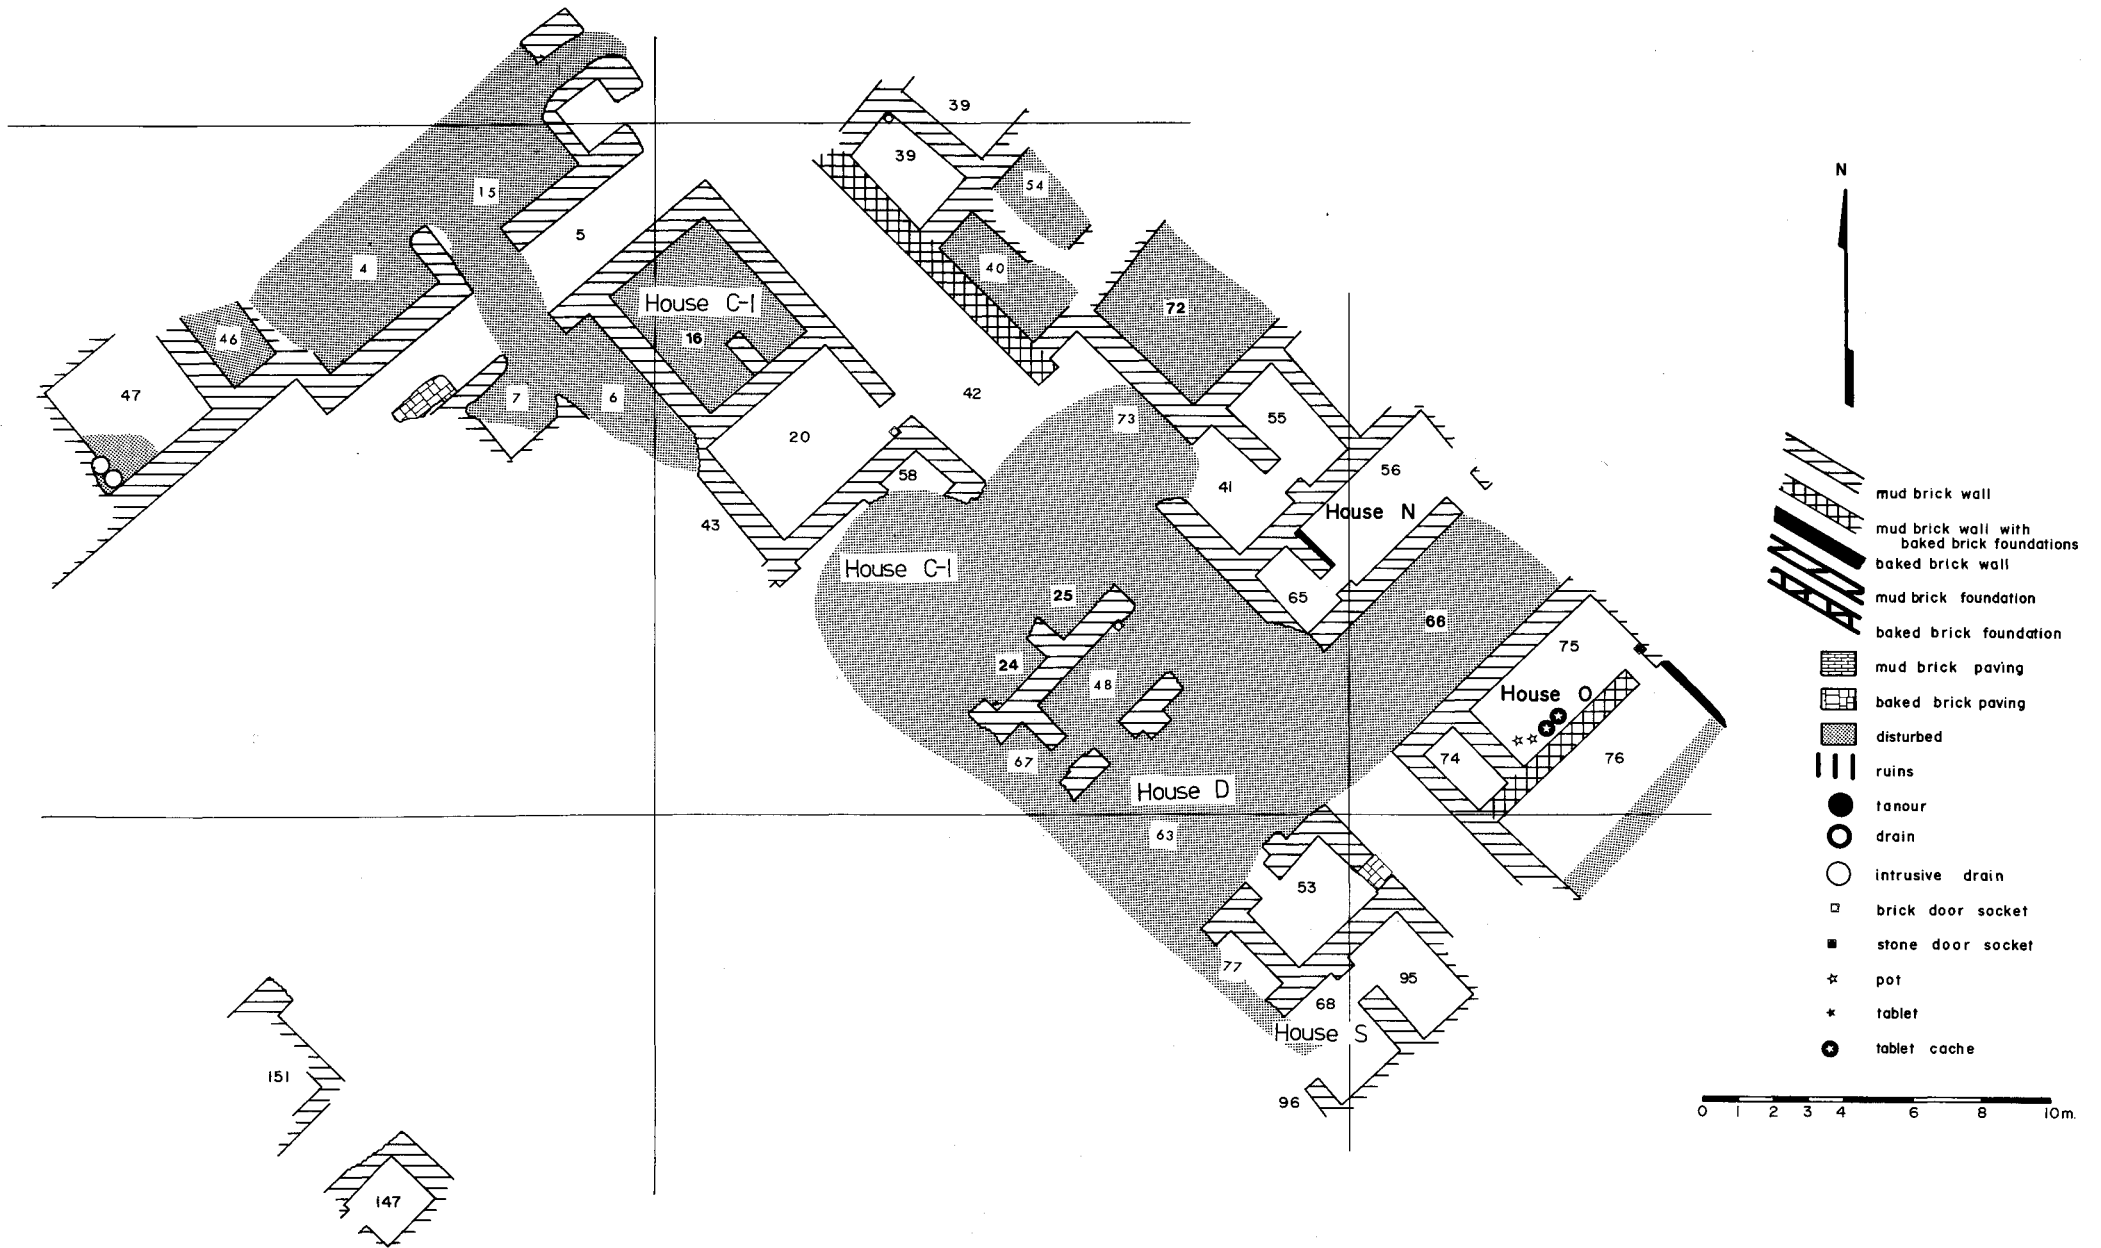 39
39
54
15
5
4
40
House C-I
72
16
46
47
7
6
42
73
55
20
58
56
41
43
House N
House C-I
25
65
66
24
48
75
House O
67
74
76
House D
63
53
77
95
68
House S
151
96
147
N
mud brick wall
mud brick wall with
baked brick foundations
baked brick wall
mud brick foundation
baked brick foundation
mud brick paving
baked brick paving
disturbed
ruins
tanour
drain
intrusive drain
brick door socket
stone door socket
pot
tablet
tablet cache
0 1 2 3 4 6 8 10m.